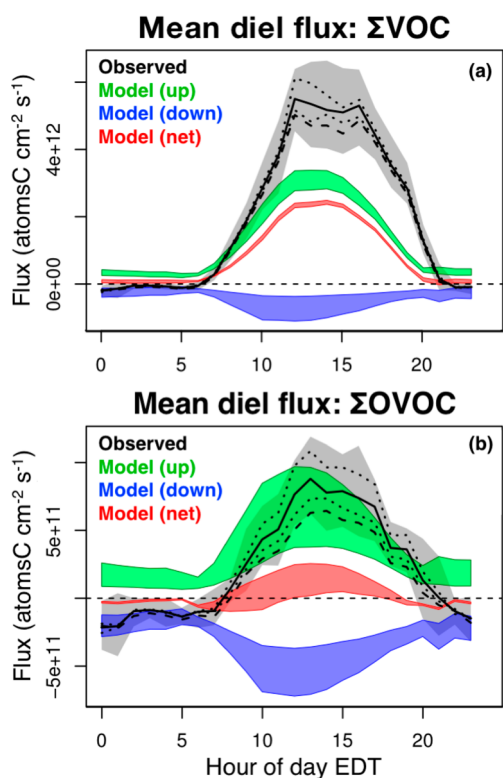 Mean diel flux: ΣVOC
Observed
Model (up)
Model (down)
Model (net)
(a)
Flux (atomsC cm⁻² s⁻¹)
4e+12
0e+00
0 5 10 15 20
Mean diel flux: ΣOVOC
Observed
Model (up)
Model (down)
Model (net)
(b)
Flux (atomsC cm⁻² s⁻¹)
5e+11
−5e+11
0 5 10 15 20
Hour of day EDT